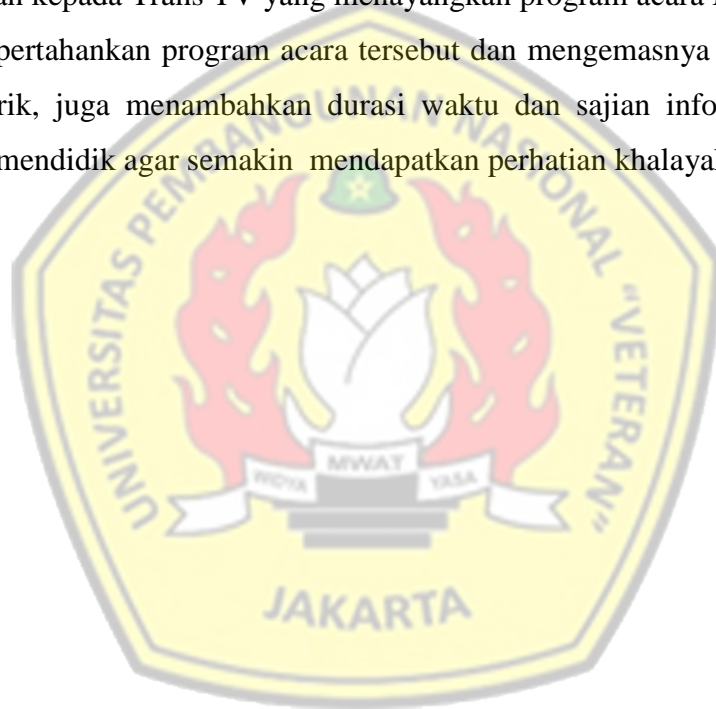 kepada Trans TV yang menayangkan program acara
pertahankan program acara tersebut dan mengemasnya
rik, juga menambahkan durasi waktu dan sajian info
mendidik agar semakin mendapatkan perhatian khalayak
UNIVERSITAS PEMBANGUNAN NASIONAL "VETERAN"
WIDYA MWAT YASA
JAKARTA